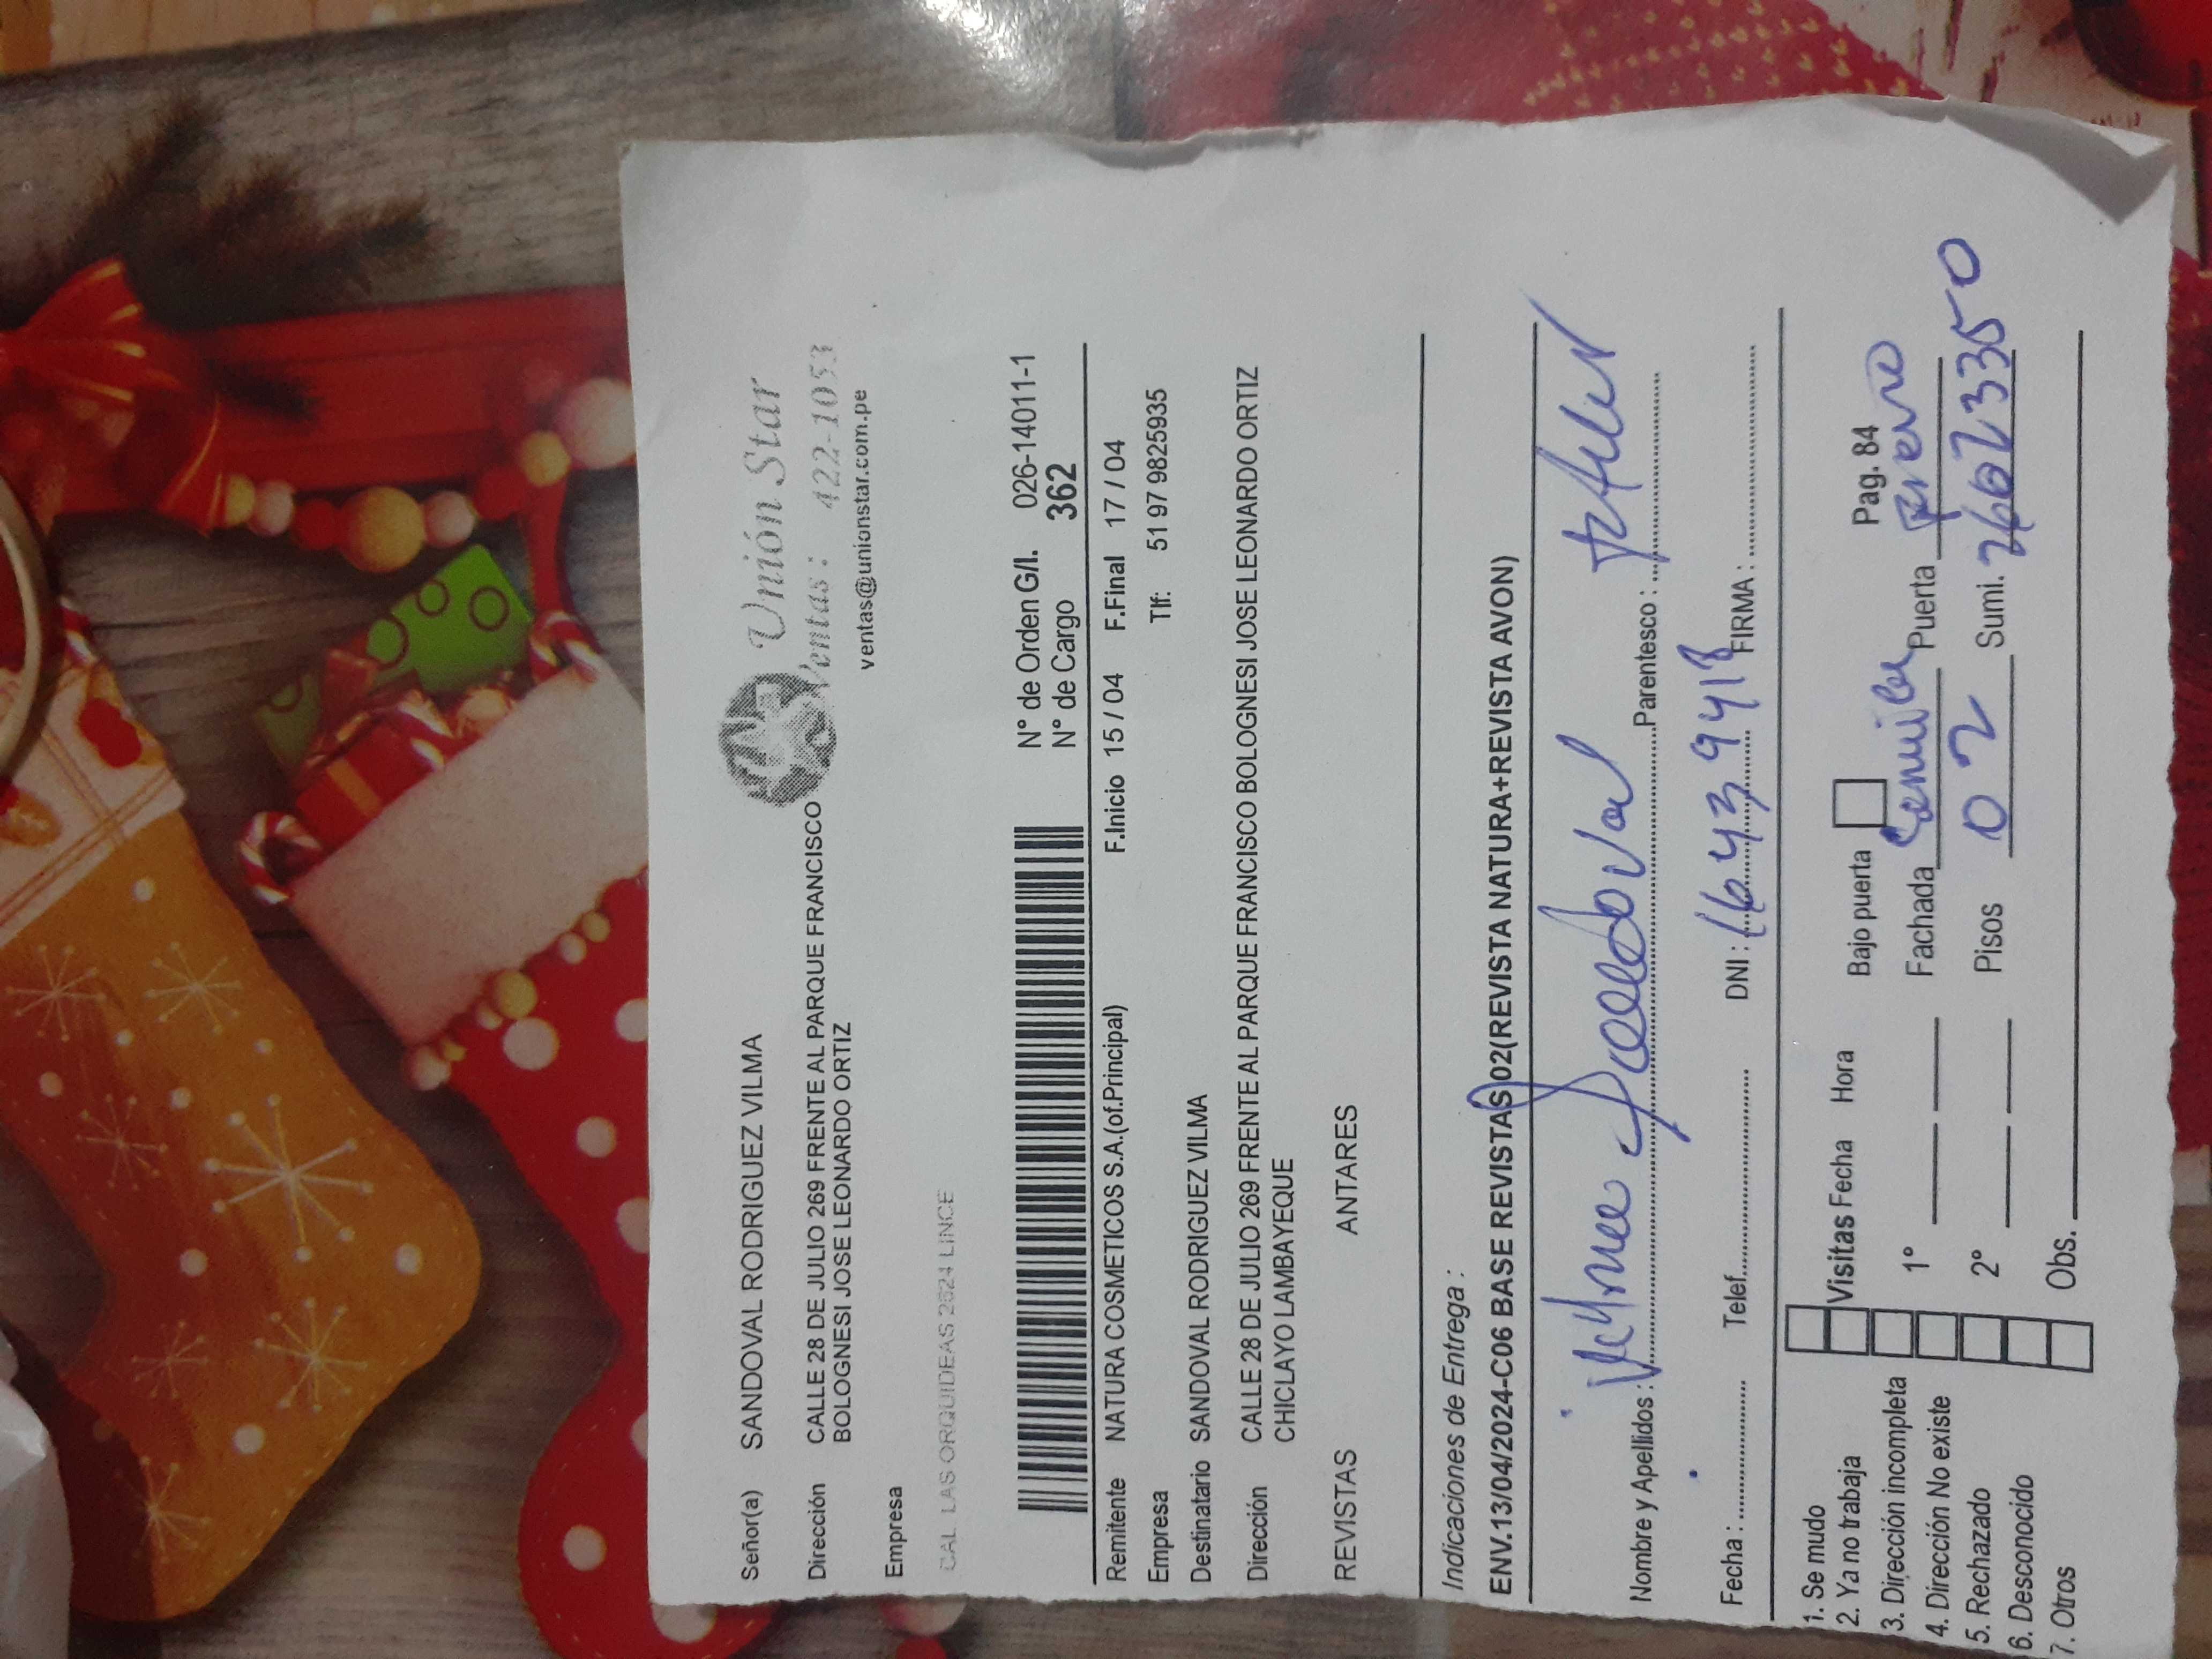 Unión Star
Ventas: 422-1053
ventas@unionstar.com.pe
Señor(a) SANDOVAL RODRIGUEZ VILMA
Dirección CALLE 28 DE JULIO 269 FRENTE AL PARQUE FRANCISCO
BOLOGNESI JOSE LEONARDO ORTIZ
Empresa
CAL. LAS ORQUIDEAS 2624 LINCE
N° de Orden G/I. 026-14011-1
N° de Cargo 362
Remitente NATURA COSMETICOS S.A.(of.Principal) F.Inicio 15 / 04 F.Final 17 / 04
Empresa Tlf: 51 97 9825935
Destinatario SANDOVAL RODRIGUEZ VILMA
Dirección CALLE 28 DE JULIO 269 FRENTE AL PARQUE FRANCISCO BOLOGNESI JOSE LEONARDO ORTIZ
CHICLAYO LAMBAYEQUE
REVISTAS ANTARES
Indicaciones de Entrega :
ENV.13/04/2024-C06 BASE REVISTAS 02(REVISTA NATURA+REVISTA AVON)
Nombre y Apellidos : Sandoval Parentesco : titular
Fecha : Telef. DNI : 16439418 FIRMA :
1. Se mudo
2. Ya no trabaja
3. Dirección incompleta
4. Dirección No existe
5. Rechazado
6. Desconocido
7. Otros
Visitas Fecha Hora Bajo puerta Pag. 84
1° Fachada Puerta Fierro
2° Pisos 02 Sumi. 26623350
Obs.